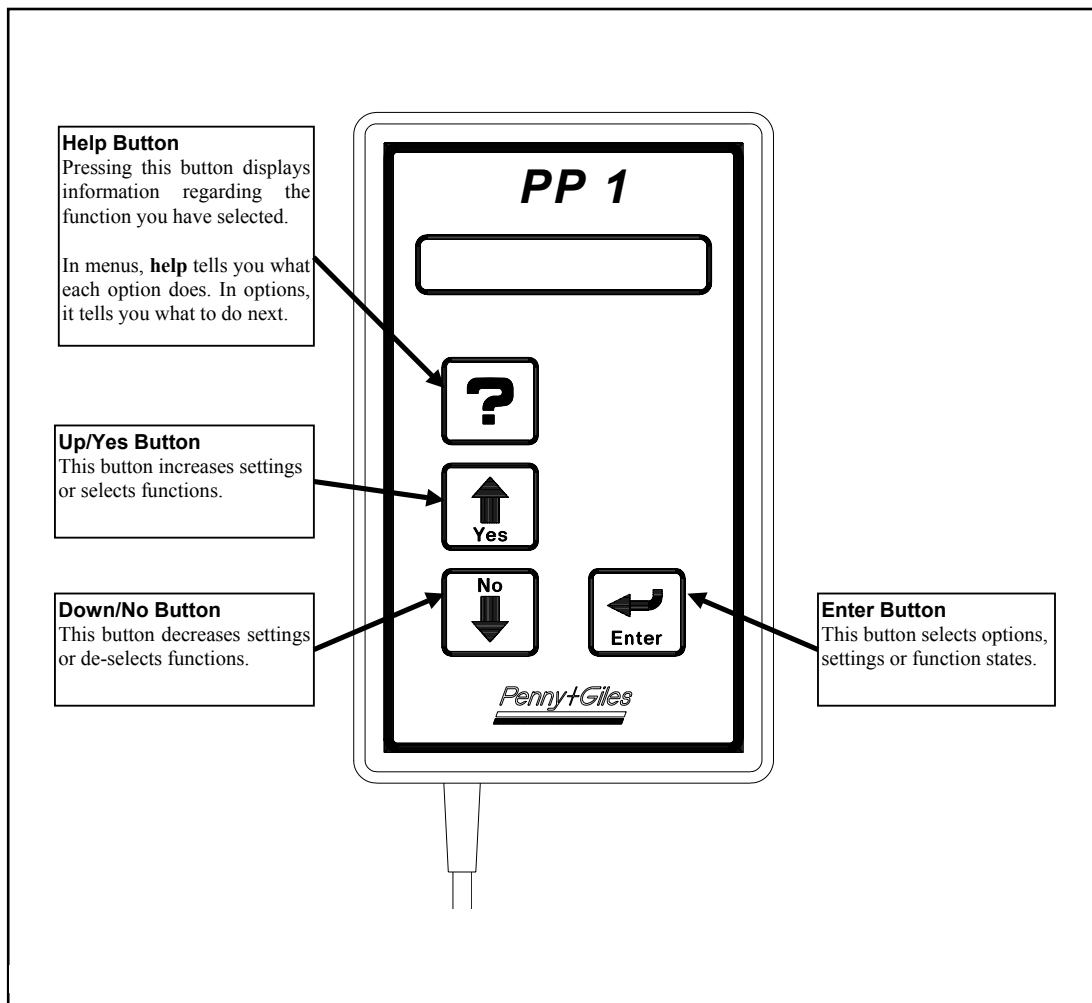 Help Button
Pressing this button displays
information regarding the
function you have selected.
In menus, help tells you what
each option does. In options,
it tells you what to do next.
Up/Yes Button
This button increases settings
or selects functions.
Down/No Button
This button decreases settings
or de-selects functions.
PP 1
?
Yes
No
Enter
Penny+Giles
Enter Button
This button selects options,
settings or function states.